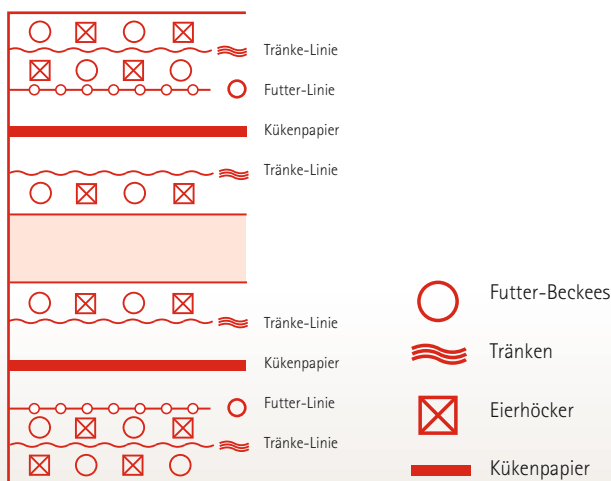 Tränke-Linie
Futter-Linie
Kükenpapier
Tränke-Linie
Tränke-Linie
Kükenpapier
Futter-Linie
Tränke-Linie
Futter-Beckees
Tränken
Eierhöcker
Kükenpapier